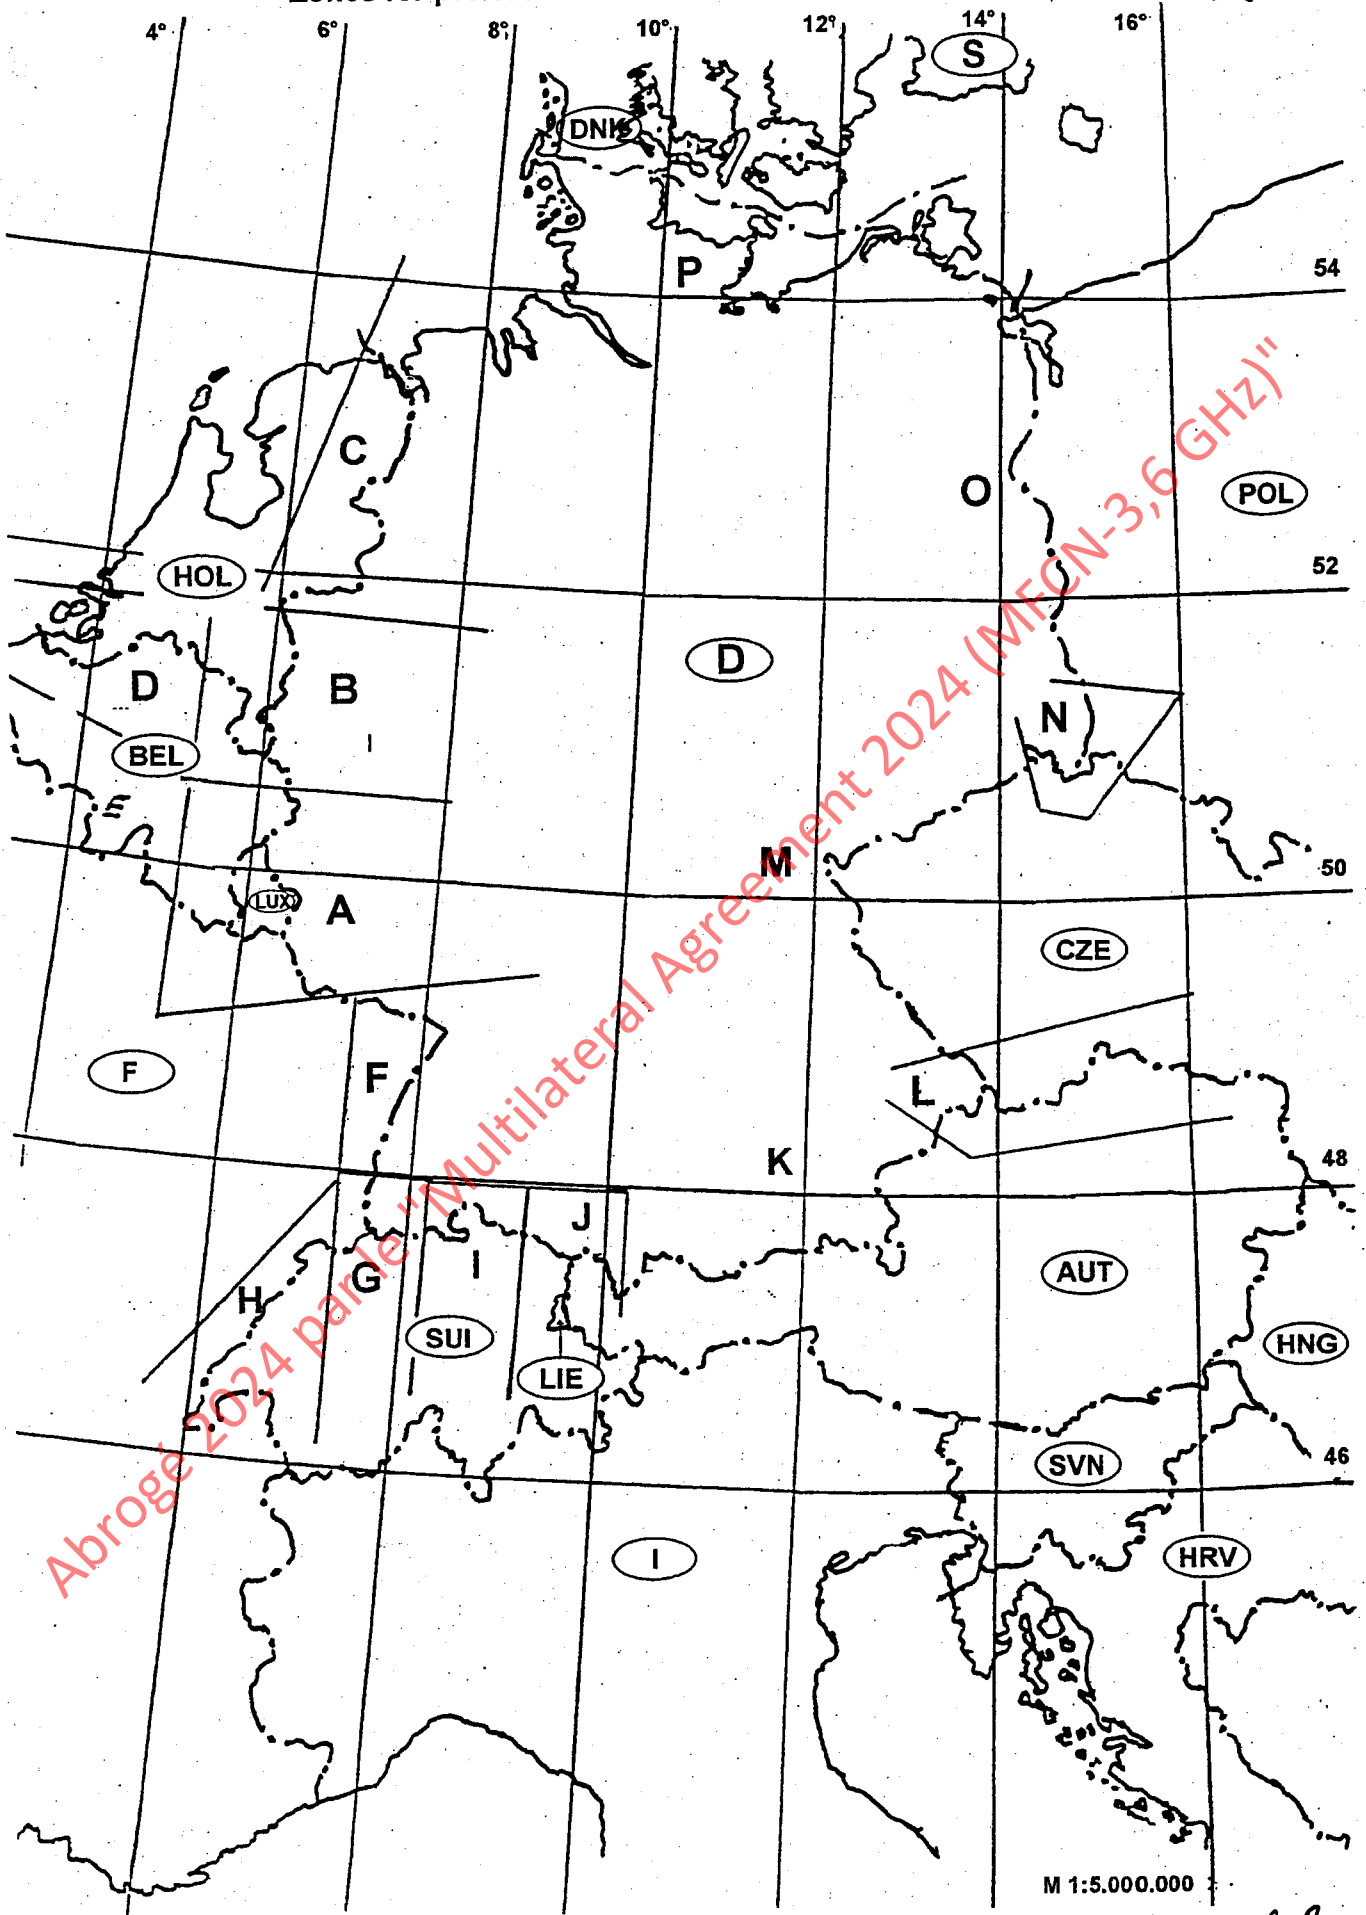 4° 6° 8° 10° 12° 14° 16°
S
DNK
P
54
C
O
POL
HOL
52
D
B
D
N
BEL
M
50
LUX
A
CZE
F
F
L
K
48
J
G
I
H
AUT
SUI
LIE
HNG
SVN
46
I
HRV
M 1:5.000.000
Abrogé 2024 par le "Multilateral Agreement 2024 (MFCN-3,6 GHz)"